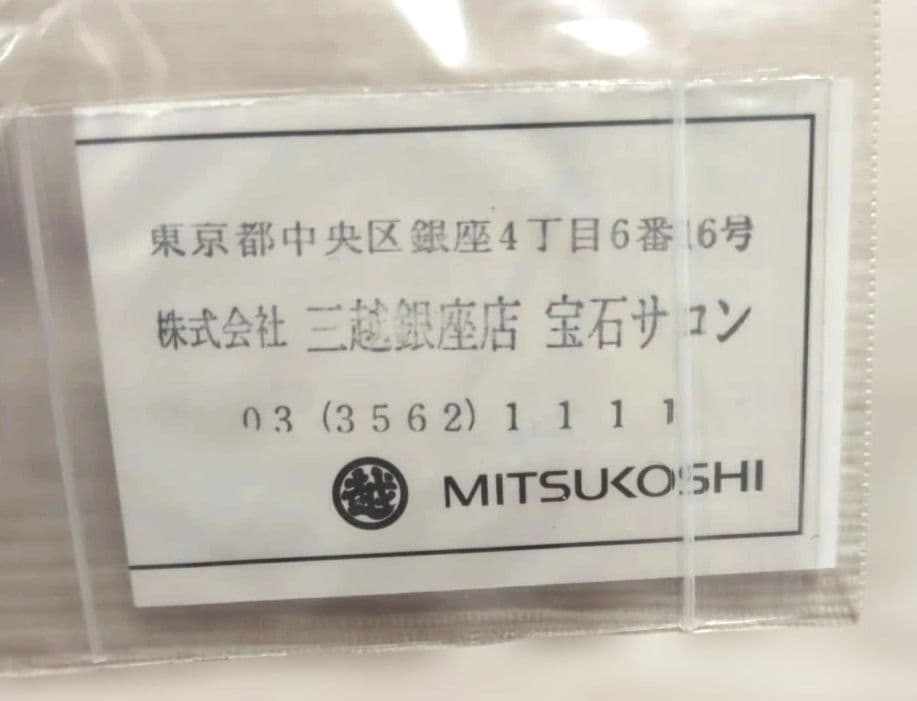 東京都中央区銀座4丁目6番16号
株式会社 三越銀座店 宝石サロン
03(3562)1111
越 MITSUKOSHI